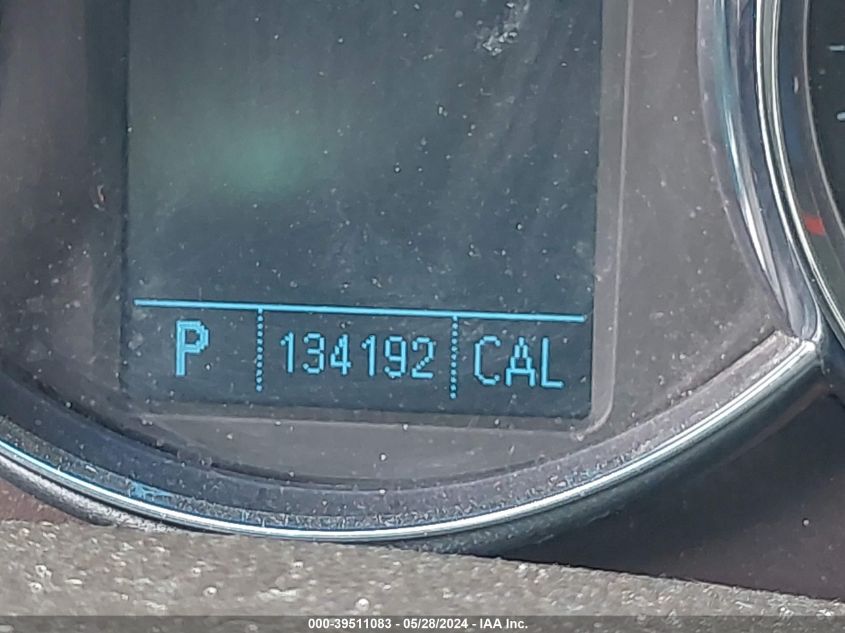 P 134192 CAL
000-39511083 / 05/28/2024 - IAA Inc.